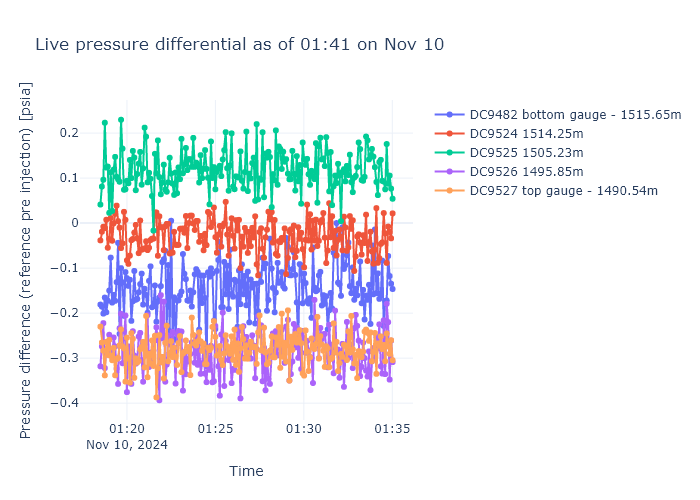 Live pressure differential as of 01:41 on Nov 10
Pressure difference (reference pre injection) [psia]
0.2
0.1
0
−0.1
−0.2
−0.3
−0.4
01:20
01:25
01:30
01:35
Nov 10, 2024
Time
DC9482 bottom gauge - 1515.65m
DC9524 1514.25m
DC9525 1505.23m
DC9526 1495.85m
DC9527 top gauge - 1490.54m